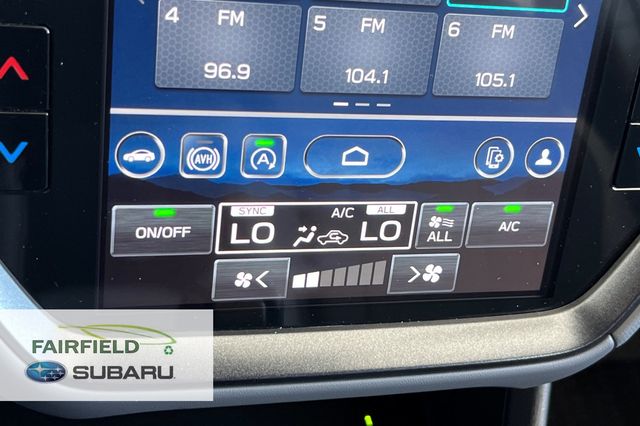 4 FM
96.9
5 FM
104.1
6 FM
105.1
AVH
A
ON/OFF
SYNC
LO
A/C
ALL
LO
ALL
A/C
FAIRFIELD
SUBARU